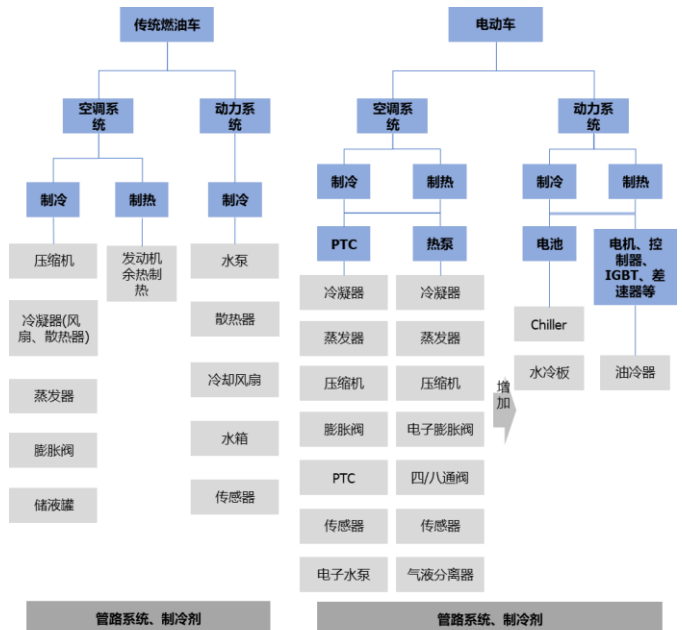 传统燃油车
电动车
空调系
统
动力系
统
空调系
统
动力系
统
制冷
制热
制冷
制冷
制热
制冷
制热
压缩机
冷凝器(风
扇、散热器)
蒸发器
膨胀阀
储液罐
发动机
余热制
热
水泵
散热器
冷却风扇
水箱
传感器
PTC
冷凝器
蒸发器
压缩机
膨胀阀
PTC
传感器
电子水泵
热泵
冷凝器
蒸发器
压缩机
电子膨胀阀
四/八通阀
传感器
气液分离器
增
加
电池
Chiller
水冷板
电机、控
制器、
IGBT、差
速器等
油冷器
管路系统、制冷剂
管路系统、制冷剂